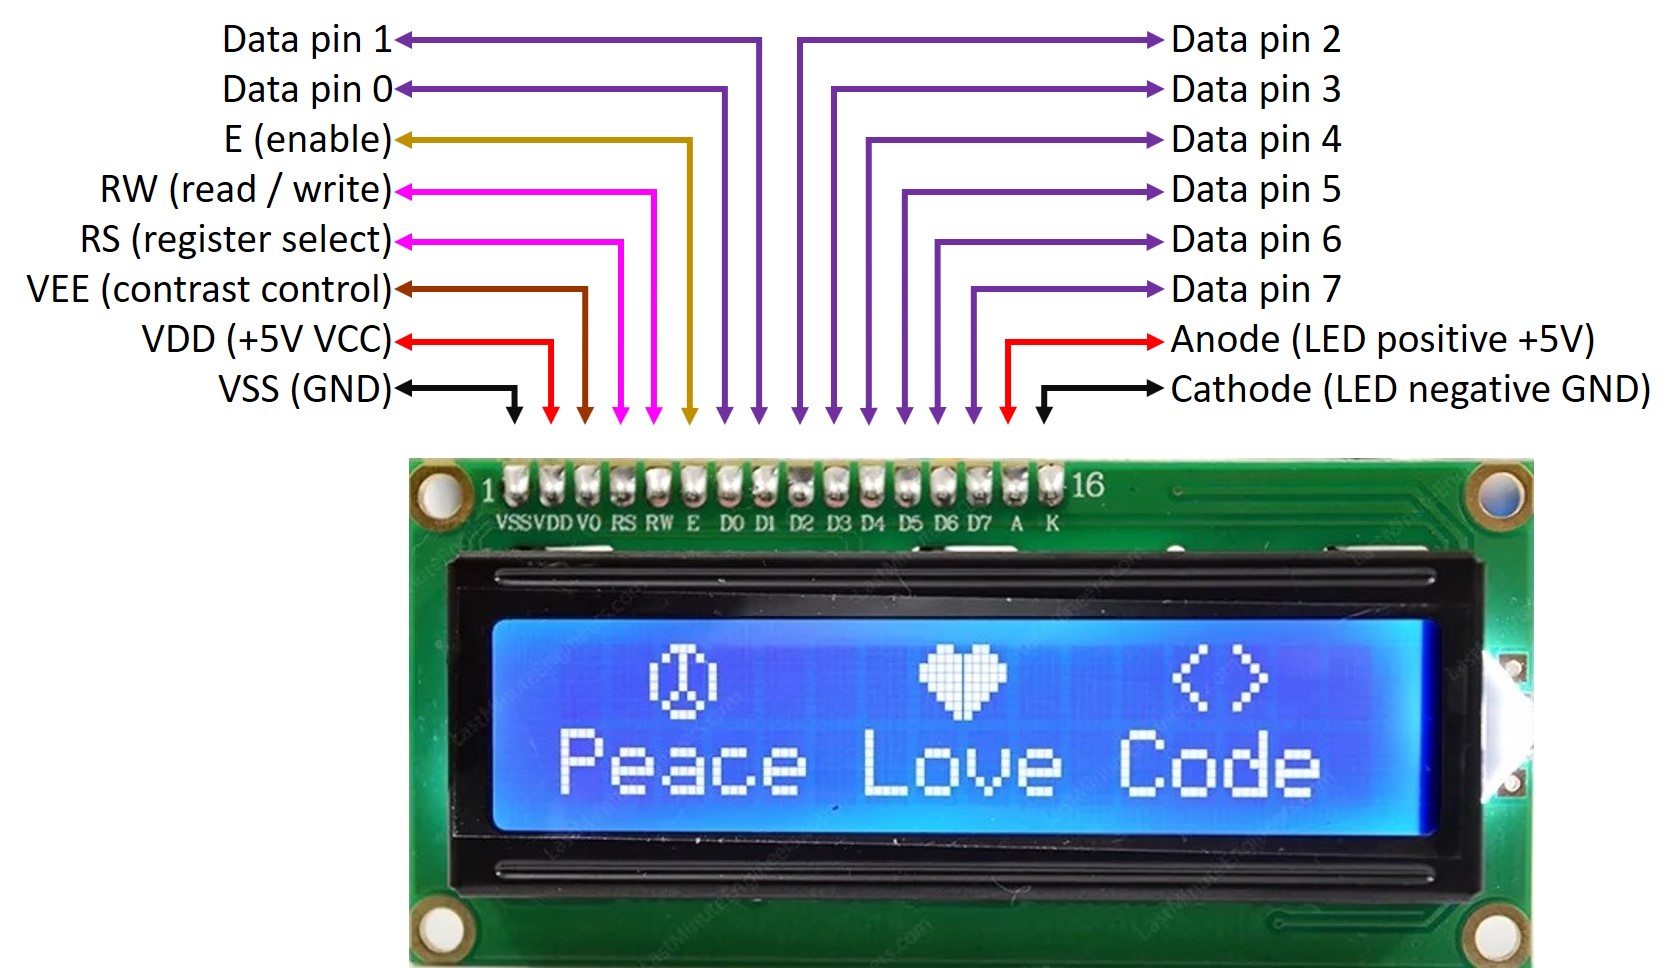 Data pin 1
Data pin 0
E (enable)
RW (read / write)
RS (register select)
VEE (contrast control)
VDD (+5V VCC)
VSS (GND)
Data pin 2
Data pin 3
Data pin 4
Data pin 5
Data pin 6
Data pin 7
Anode (LED positive +5V)
Cathode (LED negative GND)
1 16
VSS VDD V0 RS RW E D0 D1 D2 D3 D4 D5 D6 D7 A K
Peace Love Code